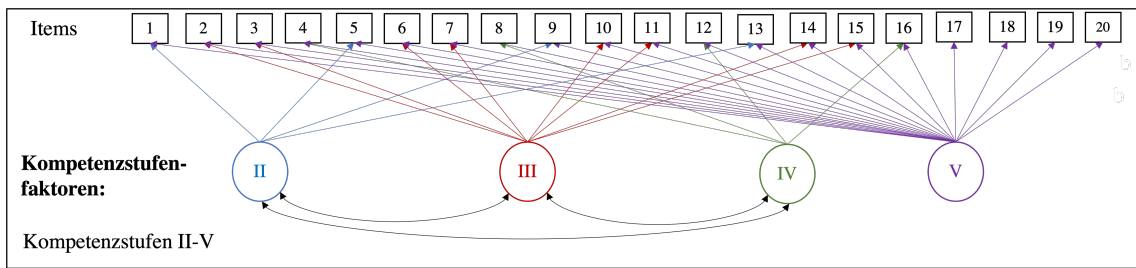 Items 1 2 3 4 5 6 7 8 9 10 11 12 13 14 15 16 17 18 19 20
b
b
II III IV V
Kompetenzstufen-
faktoren:
Kompetenzstufen II-V